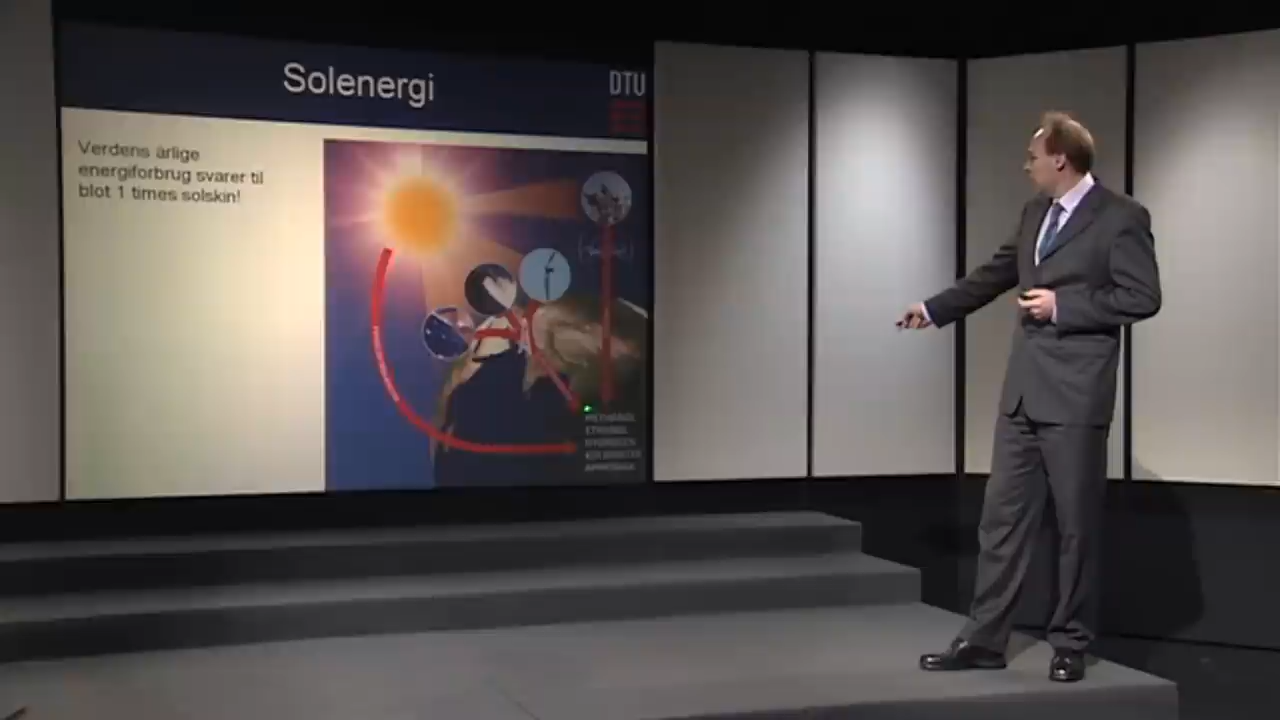 Solenergi
DTU
Verdens årlige
energiforbrug svarer til
blot 1 times solskin!
METHANOL
ETHANOL
HYDROGEN